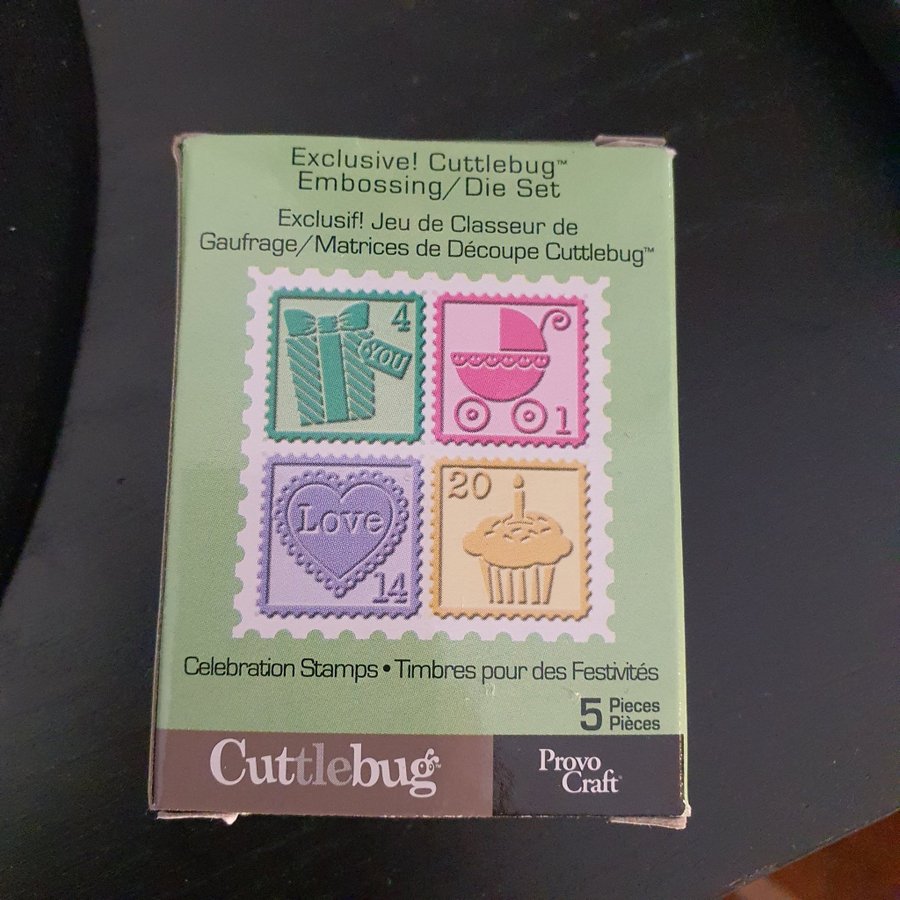 Exclusive! Cuttlebug™
Embossing/Die Set
Exclusif! Jeu de Classeur de
Gaufrage/Matrices de Découpe Cuttlebug™
4
YOU
1
Love
14
20
Celebration Stamps • Timbres pour des Festivités
5 Pieces
Pièces
Cuttlebug™
Provo
Craft®